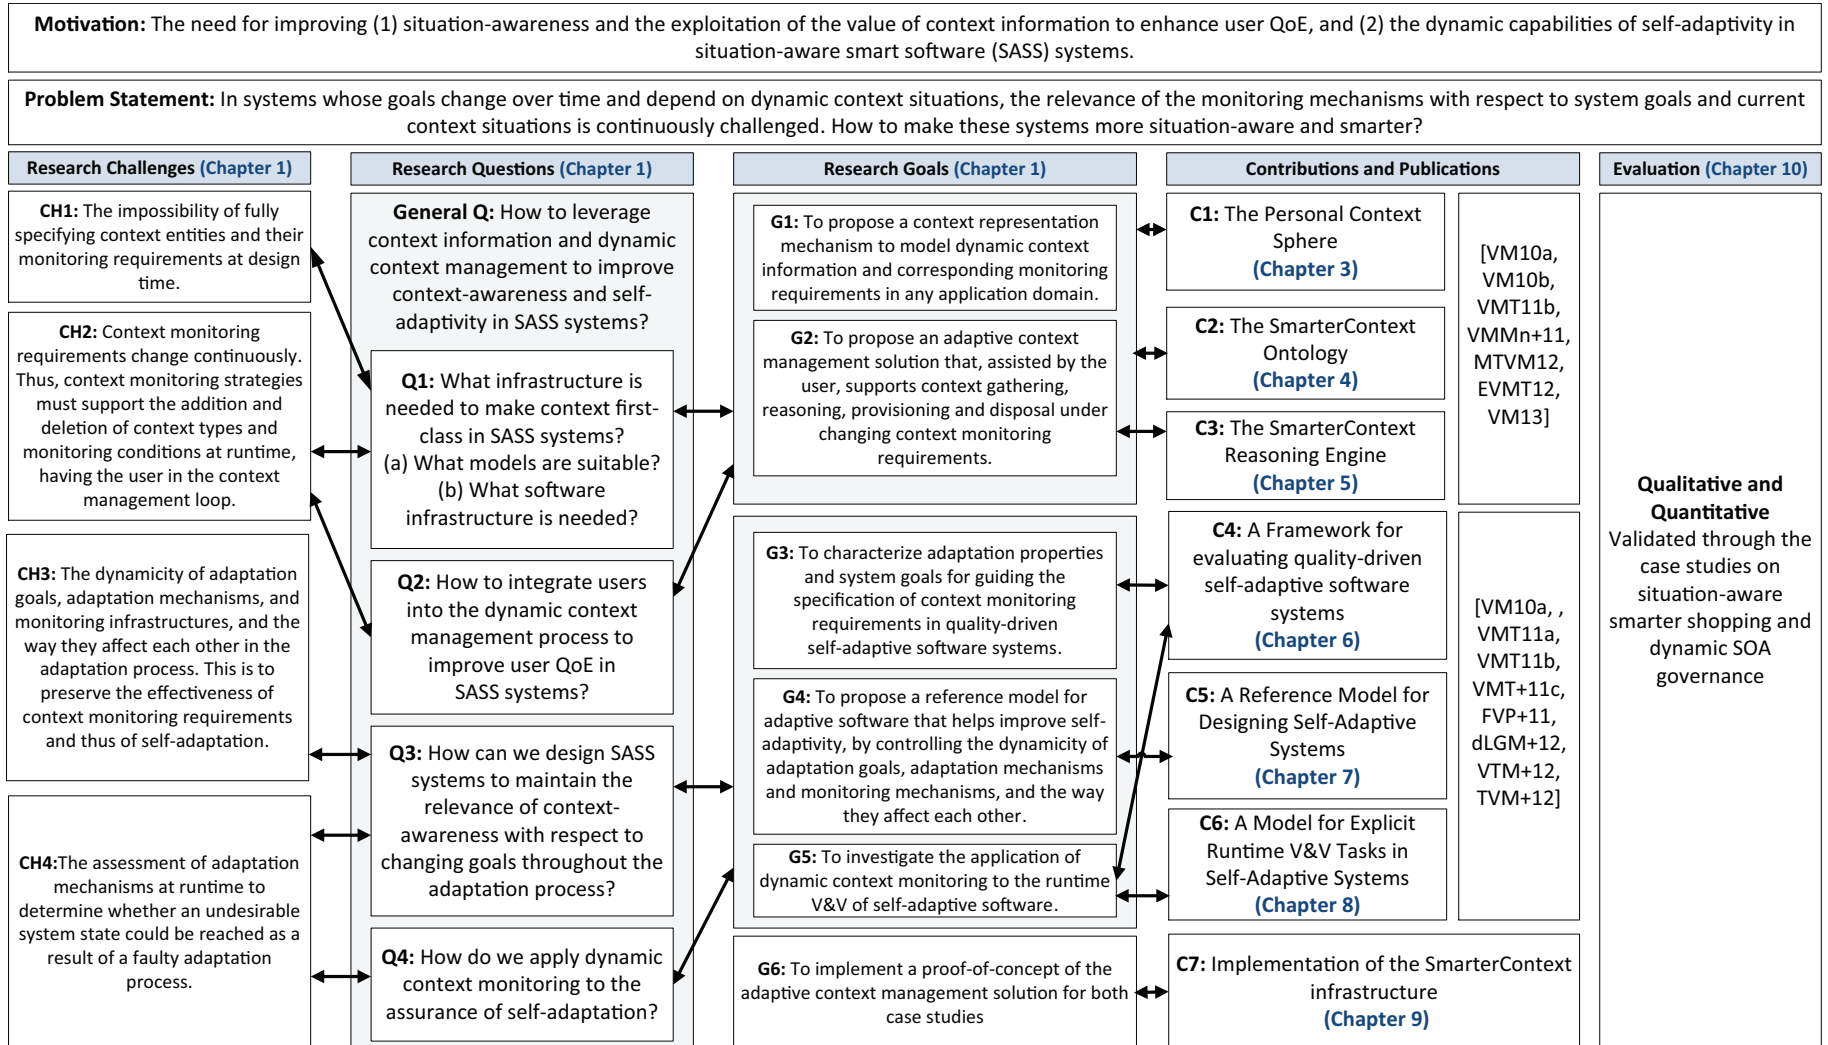 Motivation: The need for improving (1) situation-awareness and the exploitation of the value of context information to enhance user QoE, and (2) the dynamic capabilities of self-adaptivity in
situation-aware smart software (SASS) systems.
Problem Statement: In systems whose goals change over time and depend on dynamic context situations, the relevance of the monitoring mechanisms with respect to system goals and current
context situations is continuously challenged. How to make these systems more situation-aware and smarter?
Research Challenges (Chapter 1)
CH1: The impossibility of fully
specifying context entities and their
monitoring requirements at design
time.
CH2: Context monitoring
requirements change continuously.
Thus, context monitoring strategies
must support the addition and
deletion of context types and
monitoring conditions at runtime,
having the user in the context
management loop.
CH3: The dynamicity of adaptation
goals, adaptation mechanisms, and
monitoring infrastructures, and the
way they affect each other in the
adaptation process. This is to
preserve the effectiveness of
context monitoring requirements
and thus of self-adaptation.
CH4:The assessment of adaptation
mechanisms at runtime to
determine whether an undesirable
system state could be reached as a
result of a faulty adaptation
process.
Research Questions (Chapter 1)
General Q: How to leverage
context information and dynamic
context management to improve
context-awareness and self-
adaptivity in SASS systems?
Q1: What infrastructure is
needed to make context first-
class in SASS systems?
(a) What models are suitable?
(b) What software
infrastructure is needed?
Q2: How to integrate users
into the dynamic context
management process to
improve user QoE in
SASS systems?
Q3: How can we design SASS
systems to maintain the
relevance of context-
awareness with respect to
changing goals throughout the
adaptation process?
Q4: How do we apply dynamic
context monitoring to the
assurance of self-adaptation?
Research Goals (Chapter 1)
G1: To propose a context representation
mechanism to model dynamic context
information and corresponding monitoring
requirements in any application domain.
G2: To propose an adaptive context
management solution that, assisted by the
user, supports context gathering,
reasoning, provisioning and disposal under
changing context monitoring
requirements.
G3: To characterize adaptation properties
and system goals for guiding the
specification of context monitoring
requirements in quality-driven
self-adaptive software systems.
G4: To propose a reference model for
adaptive software that helps improve self-
adaptivity, by controlling the dynamicity of
adaptation goals, adaptation mechanisms
and monitoring mechanisms, and the way
they affect each other.
G5: To investigate the application of
dynamic context monitoring to the runtime
V&V of self-adaptive software.
G6: To implement a proof-of-concept of the
adaptive context management solution for both
case studies
Contributions and Publications
C1: The Personal Context
Sphere
(Chapter 3)
C2: The SmarterContext
Ontology
(Chapter 4)
C3: The SmarterContext
Reasoning Engine
(Chapter 5)
C4: A Framework for
evaluating quality-driven
self-adaptive software
systems
(Chapter 6)
C5: A Reference Model for
Designing Self-Adaptive
Systems
(Chapter 7)
C6: A Model for Explicit
Runtime V&V Tasks in
Self-Adaptive Systems
(Chapter 8)
C7: Implementation of the SmarterContext
infrastructure
(Chapter 9)
[VM10a,
VM10b,
VMT11b,
VMMn+11,
MTVM12,
EVMT12,
VM13]
[VM10a, ,
VMT11a,
VMT11b,
VMT+11c,
FVP+11,
dLGM+12,
VTM+12,
TVM+12]
Evaluation (Chapter 10)
Qualitative and
Quantitative
Validated through the
case studies on
situation-aware
smarter shopping and
dynamic SOA
governance